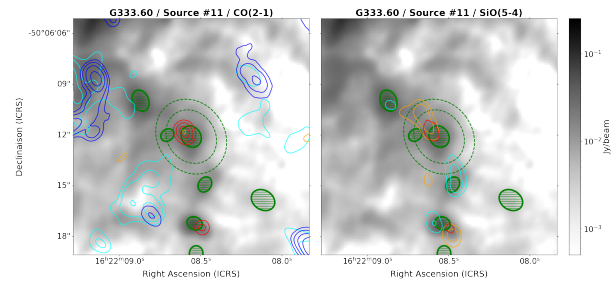 G333.60 / Source #11 / CO(2-1)
G333.60 / Source #11 / SiO(5-4)
-50°06'06"
09"
12"
15"
18"
Declinaison (ICRS)
16ʰ22ᵐ09.0ˢ
08.5ˢ
08.0ˢ
Right Ascension (ICRS)
16ʰ22ᵐ09.0ˢ
08.5ˢ
08.0ˢ
Right Ascension (ICRS)
10⁻¹
10⁻²
10⁻³
Jy/beam